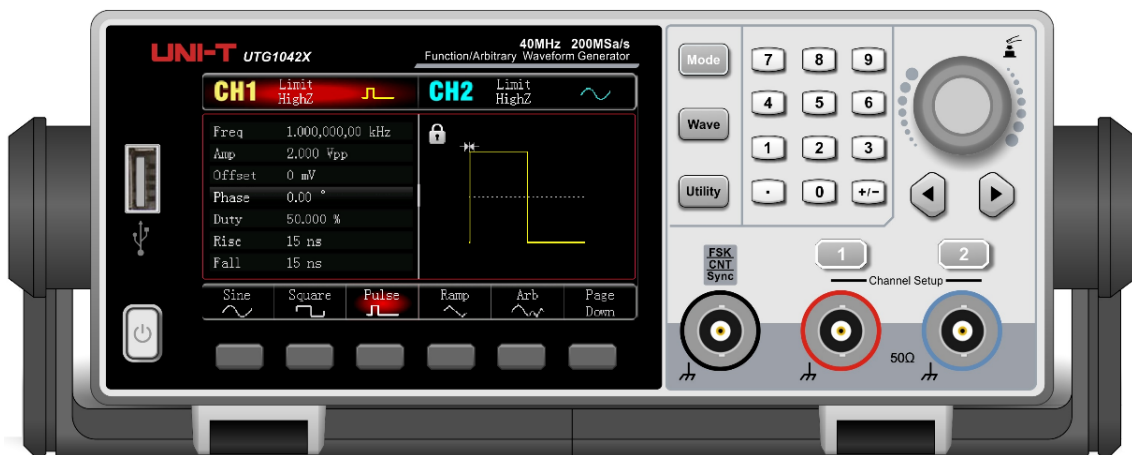 UNI-T UTG1042X
40MHz 200MSa/s
Function/Arbitrary Waveform Generator
CH1 Limit
HighZ
CH2 Limit
HighZ
Freq 1.000,000,00 kHz
Amp 2.000 Vpp
Offset 0 mV
Phase 0.00 °
Duty 50.000 %
Rise 15 ns
Fall 15 ns
Sine Square Pulse Ramp Arb Page
Down
Mode
Wave
Utility
7 8 9
4 5 6
1 2 3
. 0 +/−
FSK
CNT
Sync
1 2
Channel Setup
50Ω